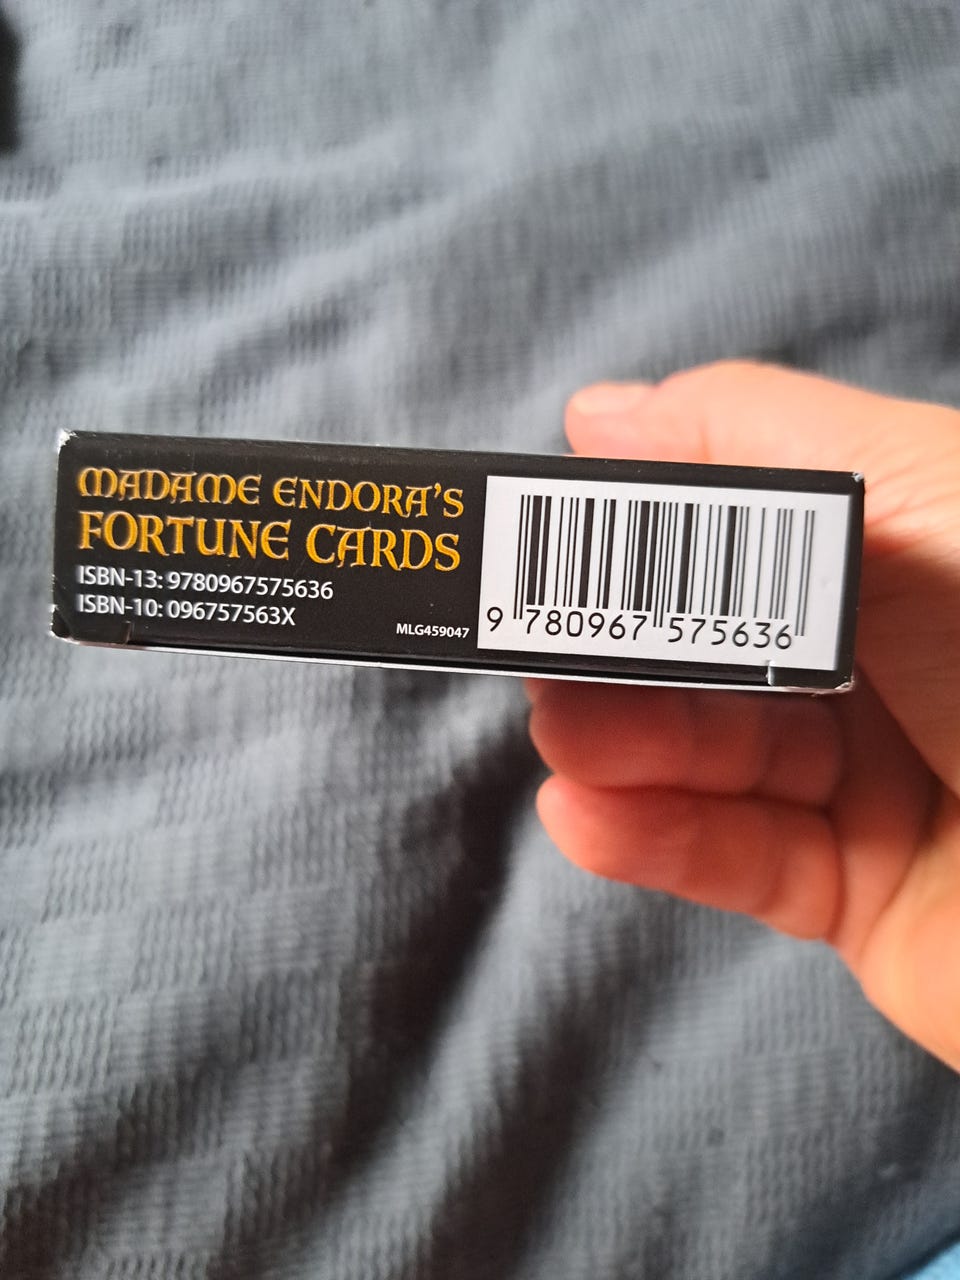 MADAME ENDORA'S
FORTUNE CARDS
ISBN-13: 9780967575636
ISBN-10: 096757563X
MLG459047
9 780967 575636